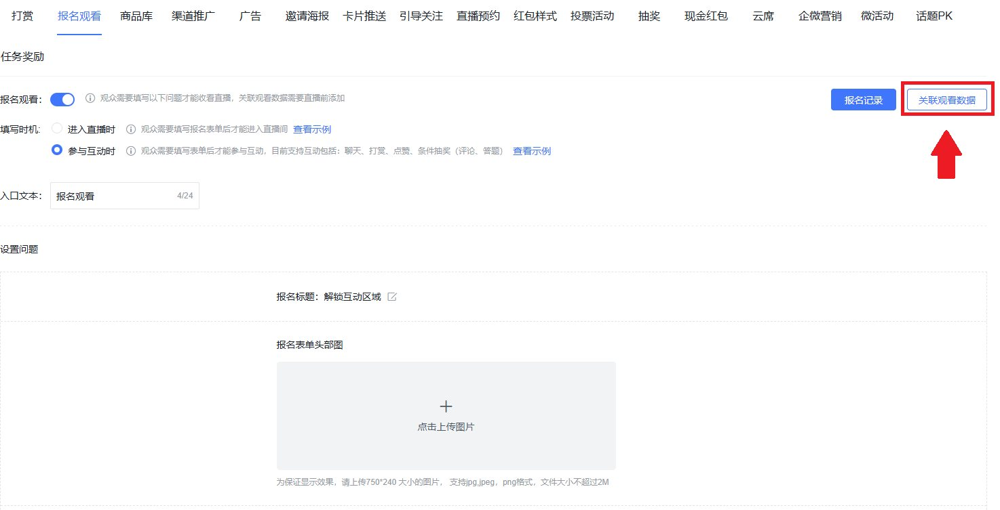 打赏 报名观看 商品库 渠道推广 广告 邀请海报 卡片推送 引导关注 直播预约 红包样式 投票活动 抽奖 现金红包 云席 企微营销 微活动 话题PK
任务奖励
报名观看： 观众需要填写以下问题才能收看直播，关联观看数据需要直播前添加 报名记录 关联观看数据
填写时机: 进入直播时 观众需要填写报名表单后才能进入直播间 查看示例
参与互动时 观众需要填写表单后才能参与互动，目前支持互动包括：聊天、打赏、点赞、条件抽奖（评论、答题） 查看示例
入口文本： 报名观看 4/24
设置问题
报名标题：解锁互动区域
报名表单头部图
点击上传图片
为保证显示效果，请上传750*240 大小的图片， 支持jpg,jpeg，png格式，文件大小不超过2M